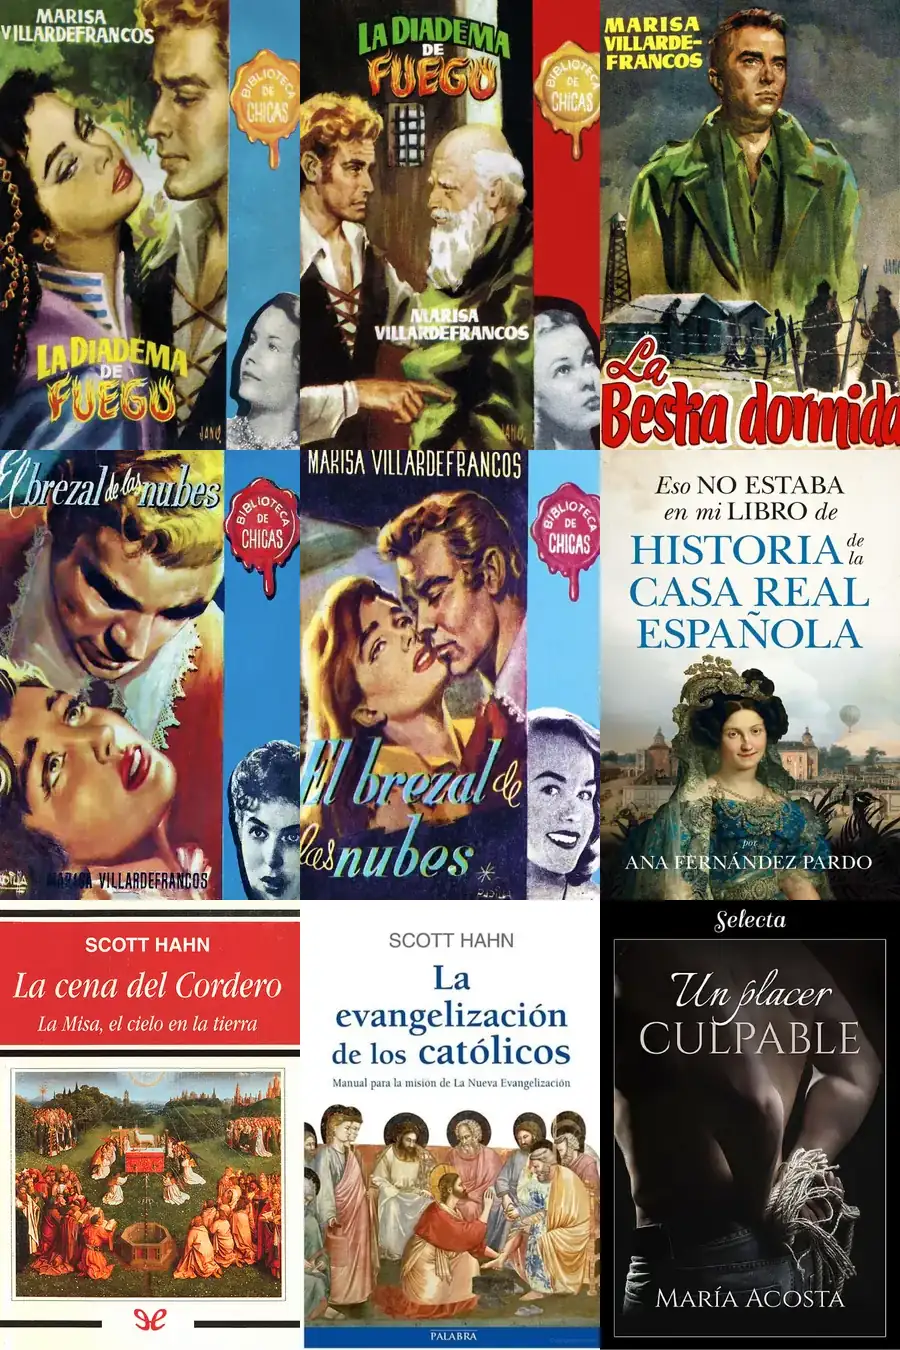 MARISA
VILLARDEFRANCOS
BIBLIOTECA
DE
CHICAS
LA DIADEMA
DE
FUEGO
JANO
LA DIADEMA
DE
FUEGO
BIBLIOTECA
DE
CHICAS
MARISA
VILLARDEFRANCOS
JANO
MARISA
VILLARDE-
FRANCOS
JANO
La
Bestia dormida
El brezal de las nubes
BIBLIOTECA
DE
CHICAS
MARISA VILLARDEFRANCOS
MARISA VILLARDEFRANCOS
BIBLIOTECA
DE
CHICAS
El brezal de
las nubes
PADILLA
Eso NO ESTABA
en mi LIBRO de
HISTORIA de la
CASA REAL
ESPAÑOLA
por
ANA FERNÁNDEZ PARDO
SCOTT HAHN
La cena del Cordero
La Misa, el cielo en la tierra
SCOTT HAHN
La
evangelización
de los católicos
Manual para la misión de La Nueva Evangelización
PALABRA
Selecta
Un placer
CULPABLE
MARÍA ACOSTA